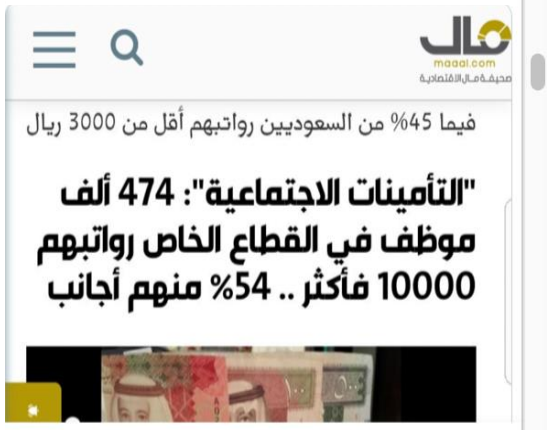 مال
maaal.com
صحيفة مال الاقتصادية
فيما 45% من السعوديين رواتبهم أقل من 3000 ريال
"التأمينات الاجتماعية": 474 ألف
موظف في القطاع الخاص رواتبهم
10000 فأكثر .. 54% منهم أجانب